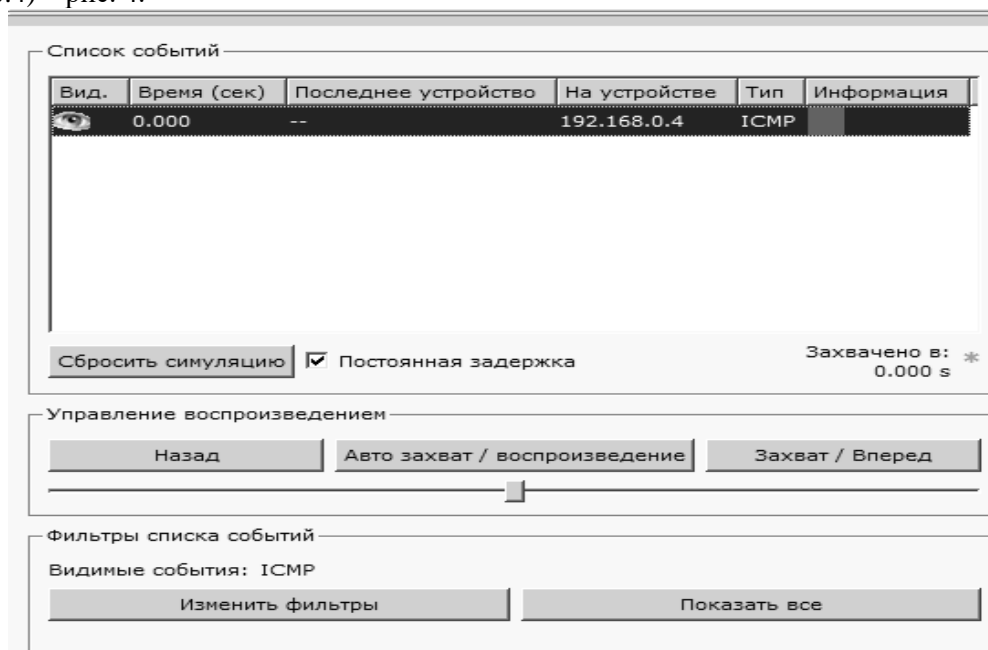 рис. 4.
Список событий
Вид. Время (сек) Последнее устройство На устройстве Тип Информация
0.000 -- 192.168.0.4 ICMP
Сбросить симуляцию Постоянная задержка Захвачено в: *
0.000 s
Управление воспроизведением
Назад Авто захват / воспроизведение Захват / Вперед
Фильтры списка событий
Видимые события: ICMP
Изменить фильтры Показать все